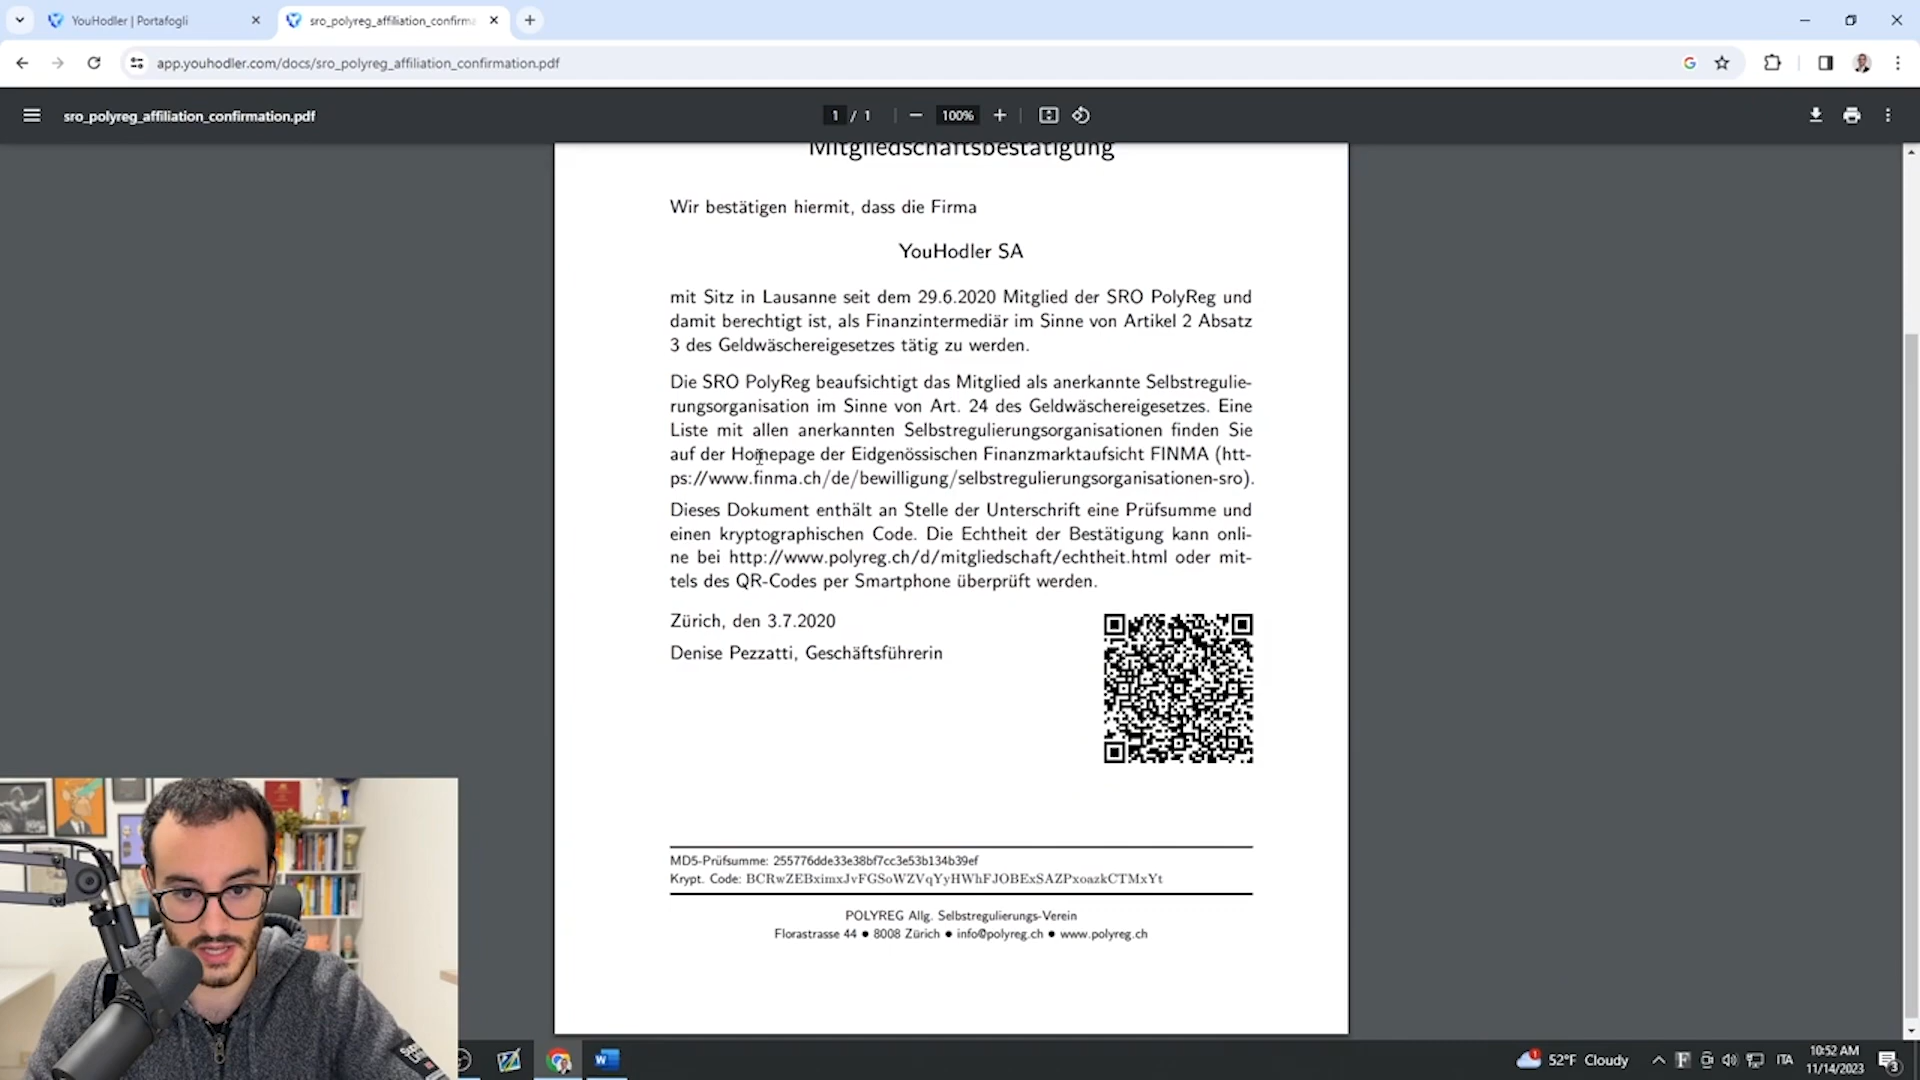 YouHodler | Portafogli
sro_polyreg_affiliation_confirma
app.youhodler.com/docs/sro_polyreg_affiliation_confirmation.pdf
sro_polyreg_affiliation_confirmation.pdf
1 / 1
100%
Mitgliedschaftsbestätigung
Wir bestätigen hiermit, dass die Firma
YouHodler SA
mit Sitz in Lausanne seit dem 29.6.2020 Mitglied der SRO PolyReg und
damit berechtigt ist, als Finanzintermediär im Sinne von Artikel 2 Absatz
3 des Geldwäschereigesetzes tätig zu werden.
Die SRO PolyReg beaufsichtigt das Mitglied als anerkannte Selbstregulie-
rungsorganisation im Sinne von Art. 24 des Geldwäschereigesetzes. Eine
Liste mit allen anerkannten Selbstregulierungsorganisationen finden Sie
auf der Homepage der Eidgenössischen Finanzmarktaufsicht FINMA (htt-
ps://www.finma.ch/de/bewilligung/selbstregulierungsorganisationen-sro).
Dieses Dokument enthält an Stelle der Unterschrift eine Prüfsumme und
einen kryptographischen Code. Die Echtheit der Bestätigung kann onli-
ne bei http://www.polyreg.ch/d/mitgliedschaft/echtheit.html oder mit-
tels des QR-Codes per Smartphone überprüft werden.
Zürich, den 3.7.2020
Denise Pezzatti, Geschäftsführerin
MD5-Prüfsumme: 255776dde33e38bf7cc3e53b134b39ef
Krypt. Code: BCRwZEBximxJvFGSoWZVqYyHWhFJOBExSAZPxoazkCTMxYt
POLYREG Allg. Selbstregulierungs-Verein
Florastrasse 44 ● 8008 Zürich ● info@polyreg.ch ● www.polyreg.ch
52°F Cloudy
ITA
10:52 AM
11/14/2023
3